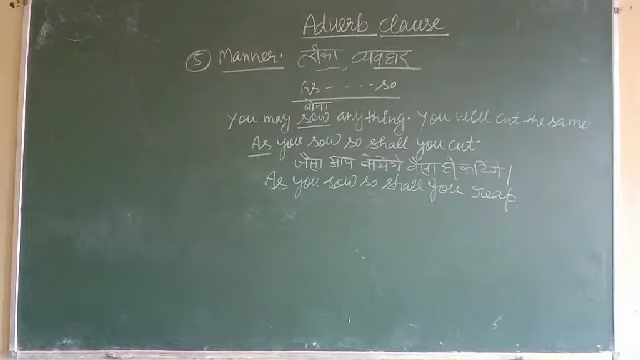 Adverb clause
⑤ Manner. तरीका, व्यवहार
As - - - - so
बोना
You may sow anything. You will cut the same.
As you sow so shall you cut.
जैसा आप बोयेंगे वैसा ही काटेंगे।
As you sow so shall you reap